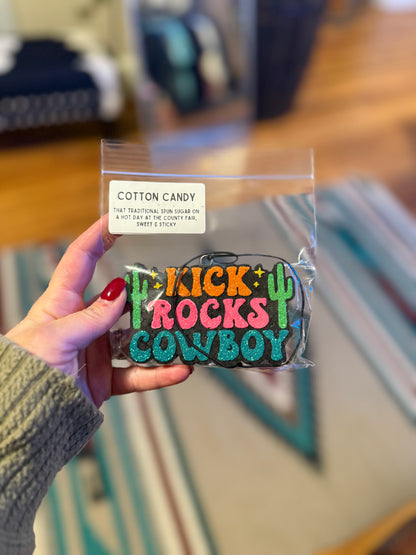 COTTON CANDY
THAT TRADITIONAL SPUN SUGAR ON
A HOT DAY AT THE COUNTY FAIR,
SWEET & STICKY
KICK
ROCKS
COWBOY